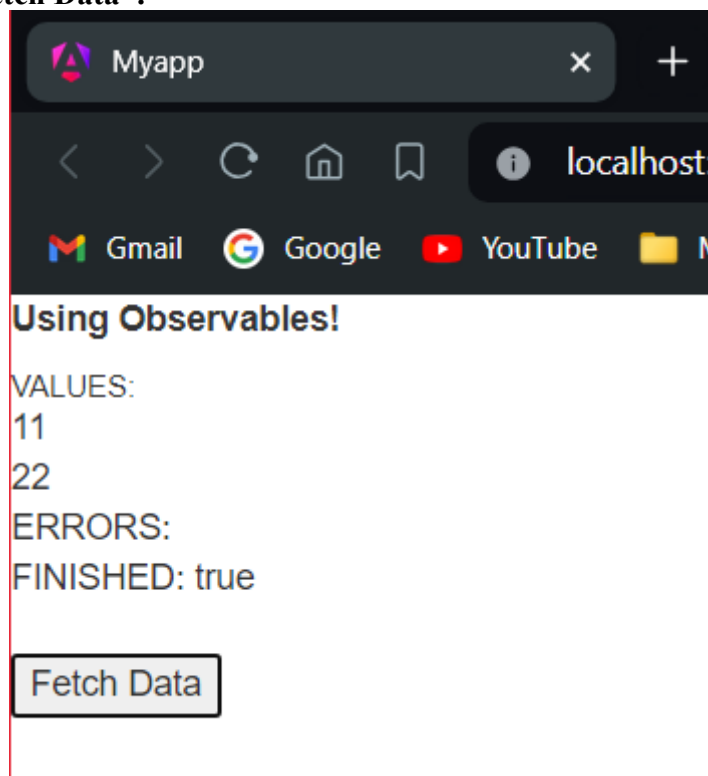 Myapp
localhost:
Gmail Google YouTube
Using Observables!
VALUES:
11
22
ERRORS:
FINISHED: true
Fetch Data